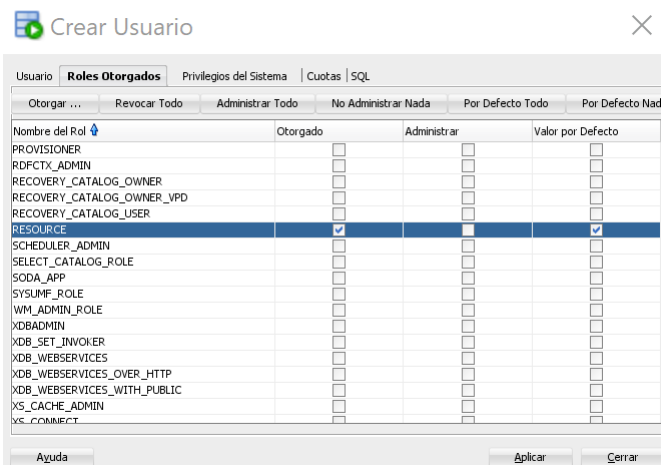 Crear Usuario
Usuario Roles Otorgados Privilegios del Sistema Cuotas SQL
Otorgar ... Revocar Todo Administrar Todo No Administrar Nada Por Defecto Todo Por Defecto Nad
Nombre del Rol Otorgado Administrar Valor por Defecto
PROVISIONER
RDFCTX_ADMIN
RECOVERY_CATALOG_OWNER
RECOVERY_CATALOG_OWNER_VPD
RECOVERY_CATALOG_USER
RESOURCE
SCHEDULER_ADMIN
SELECT_CATALOG_ROLE
SODA_APP
SYSUMF_ROLE
WM_ADMIN_ROLE
XDBADMIN
XDB_SET_INVOKER
XDB_WEBSERVICES
XDB_WEBSERVICES_OVER_HTTP
XDB_WEBSERVICES_WITH_PUBLIC
XS_CACHE_ADMIN
XS_CONNECT
Ayuda Aplicar Cerrar